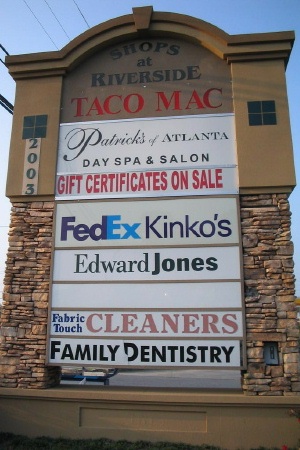 SHOPS
at
RIVERSIDE
TACO MAC
2003
Patrick's of ATLANTA
DAY SPA & SALON
GIFT CERTIFICATES ON SALE
FedEx Kinko's
Edward Jones
Fabric Touch CLEANERS
FAMILY DENTISTRY